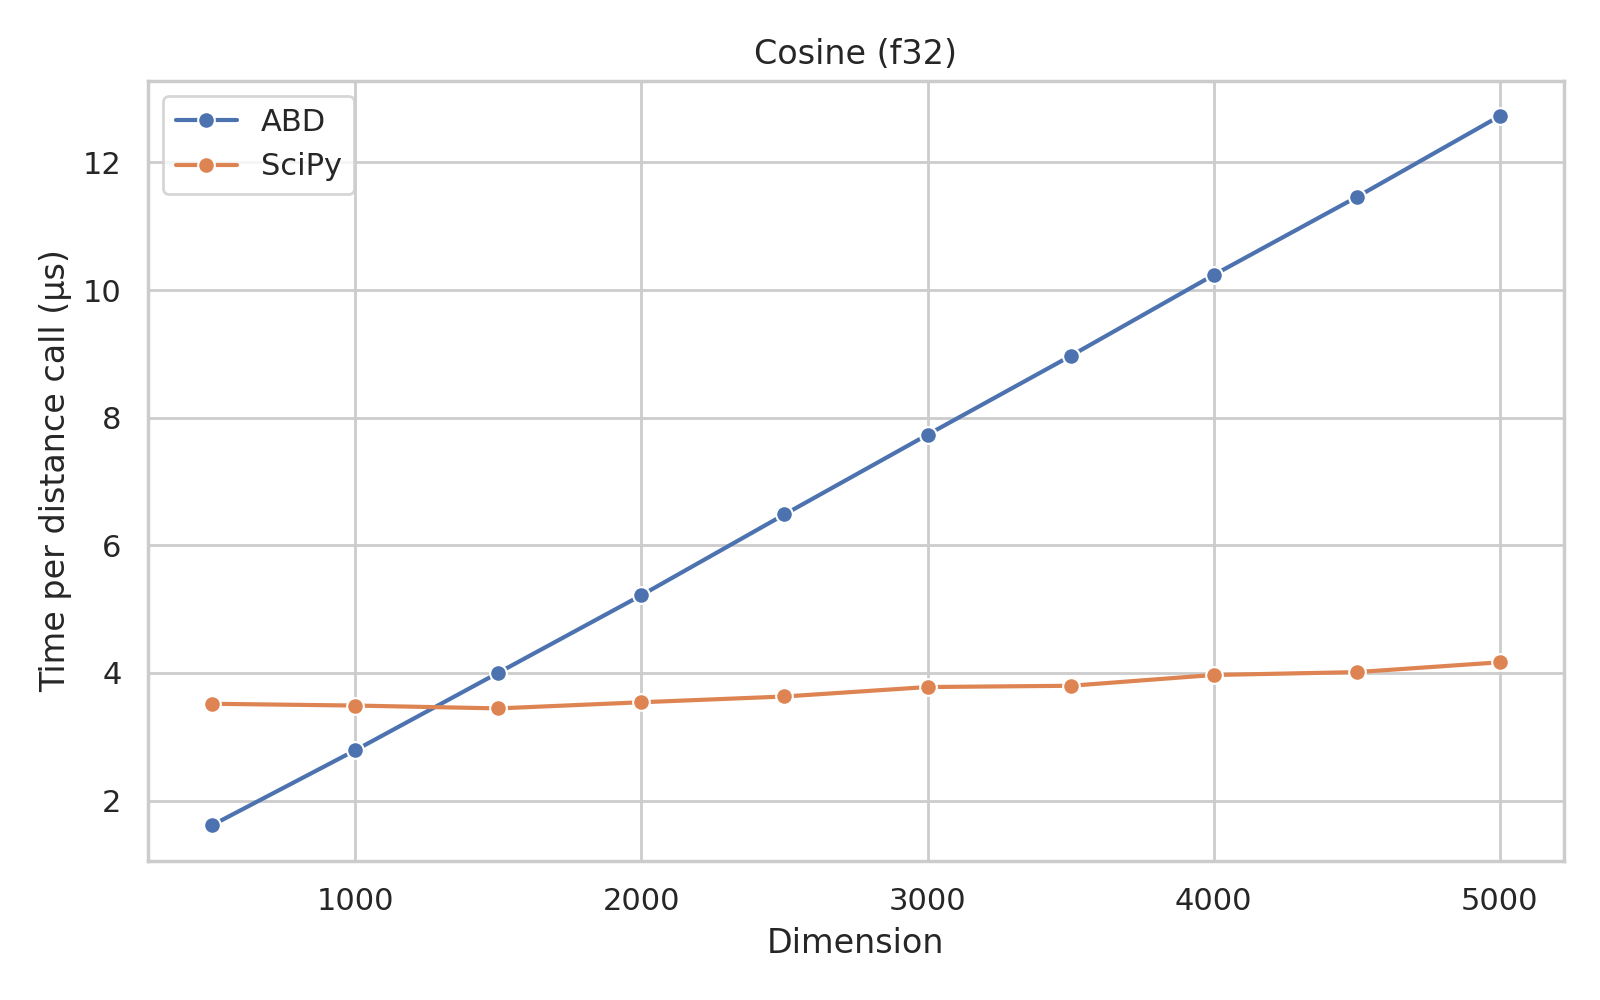 Cosine (f32)
ABD
SciPy
Time per distance call (µs)
12
10
8
6
4
2
1000
2000
3000
4000
5000
Dimension